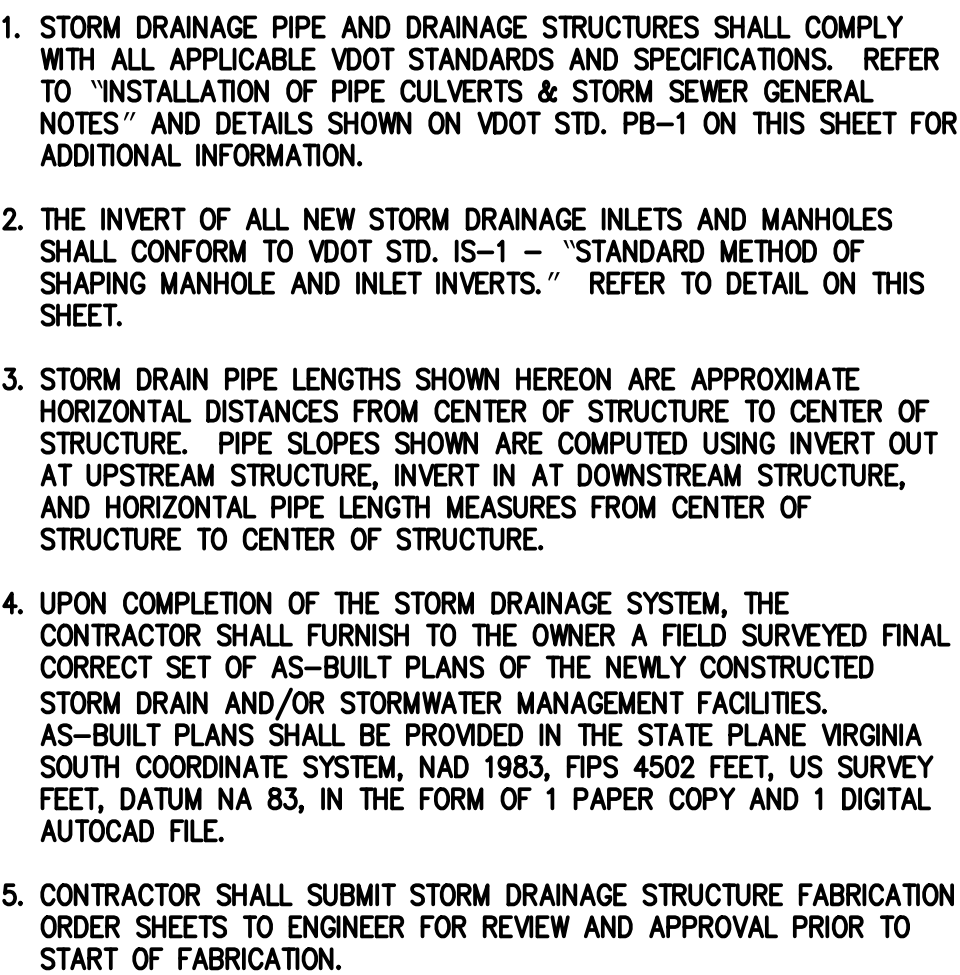 1. STORM DRAINAGE PIPE AND DRAINAGE STRUCTURES SHALL COMPLY
WITH ALL APPLICABLE VDOT STANDARDS AND SPECIFICATIONS. REFER
TO "INSTALLATION OF PIPE CULVERTS & STORM SEWER GENERAL
NOTES" AND DETAILS SHOWN ON VDOT STD. PB-1 ON THIS SHEET FOR
ADDITIONAL INFORMATION.
2. THE INVERT OF ALL NEW STORM DRAINAGE INLETS AND MANHOLES
SHALL CONFORM TO VDOT STD. IS-1 - "STANDARD METHOD OF
SHAPING MANHOLE AND INLET INVERTS." REFER TO DETAIL ON THIS
SHEET.
3. STORM DRAIN PIPE LENGTHS SHOWN HEREON ARE APPROXIMATE
HORIZONTAL DISTANCES FROM CENTER OF STRUCTURE TO CENTER OF
STRUCTURE. PIPE SLOPES SHOWN ARE COMPUTED USING INVERT OUT
AT UPSTREAM STRUCTURE, INVERT IN AT DOWNSTREAM STRUCTURE,
AND HORIZONTAL PIPE LENGTH MEASURES FROM CENTER OF
STRUCTURE TO CENTER OF STRUCTURE.
4. UPON COMPLETION OF THE STORM DRAINAGE SYSTEM, THE
CONTRACTOR SHALL FURNISH TO THE OWNER A FIELD SURVEYED FINAL
CORRECT SET OF AS-BUILT PLANS OF THE NEWLY CONSTRUCTED
STORM DRAIN AND/OR STORMWATER MANAGEMENT FACILITIES.
AS-BUILT PLANS SHALL BE PROVIDED IN THE STATE PLANE VIRGINIA
SOUTH COORDINATE SYSTEM, NAD 1983, FIPS 4502 FEET, US SURVEY
FEET, DATUM NA 83, IN THE FORM OF 1 PAPER COPY AND 1 DIGITAL
AUTOCAD FILE.
5. CONTRACTOR SHALL SUBMIT STORM DRAINAGE STRUCTURE FABRICATION
ORDER SHEETS TO ENGINEER FOR REVIEW AND APPROVAL PRIOR TO
START OF FABRICATION.